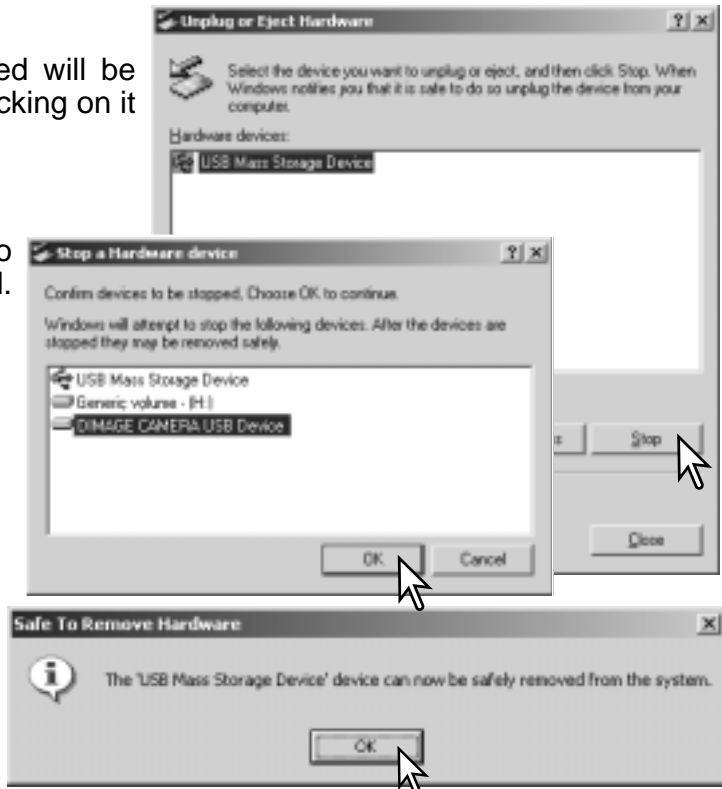 Unplug or Eject Hardware
ed will be
cking on it
Select the device you want to unplug or eject, and then click Stop. When
Windows notifies you that it is safe to do so unplug the device from your
computer.
Hardware devices:
USB Mass Storage Device
o
.
Stop a Hardware device
Confirm devices to be stopped, Choose OK to continue.
Windows will attempt to stop the following devices. After the devices are
stopped they may be removed safely.
USB Mass Storage Device
Generic volume - (H:)
DIMAGE CAMERA USB Device
Stop
OK
Cancel
Close
Safe To Remove Hardware
The 'USB Mass Storage Device' device can now be safely removed from the system.
OK